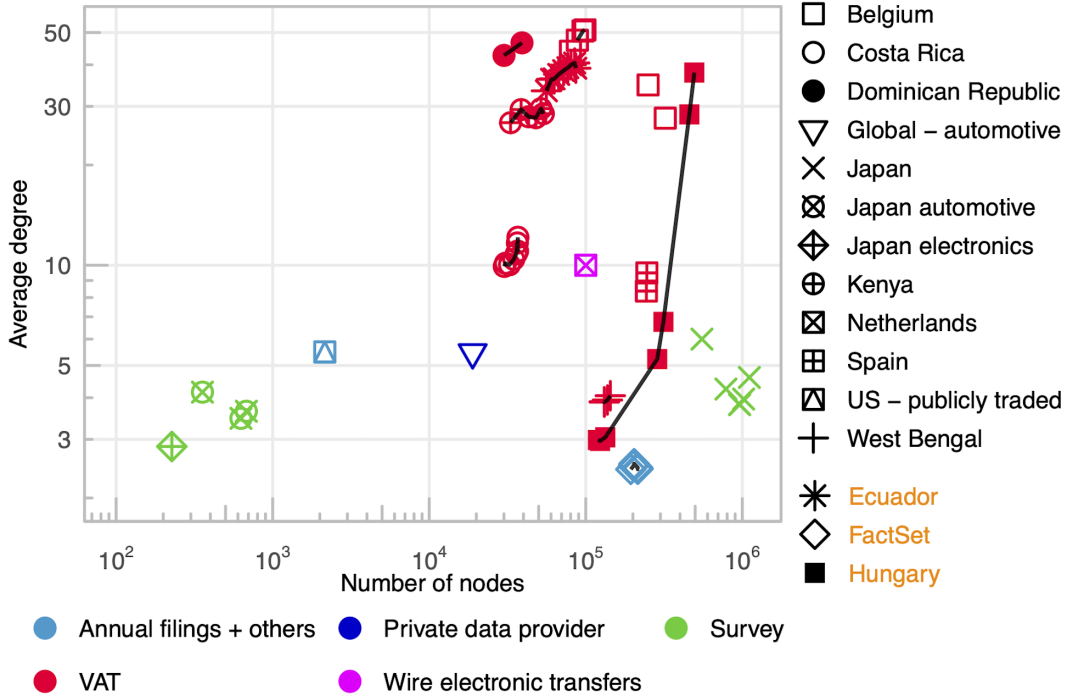 50
30
10
5
3
Average degree
10²
10³
10⁴
10⁵
10⁶
Number of nodes
Belgium
Costa Rica
Dominican Republic
Global − automotive
Japan
Japan automotive
Japan electronics
Kenya
Netherlands
Spain
US − publicly traded
West Bengal
Ecuador
FactSet
Hungary
Annual filings + others
Private data provider
Survey
VAT
Wire electronic transfers